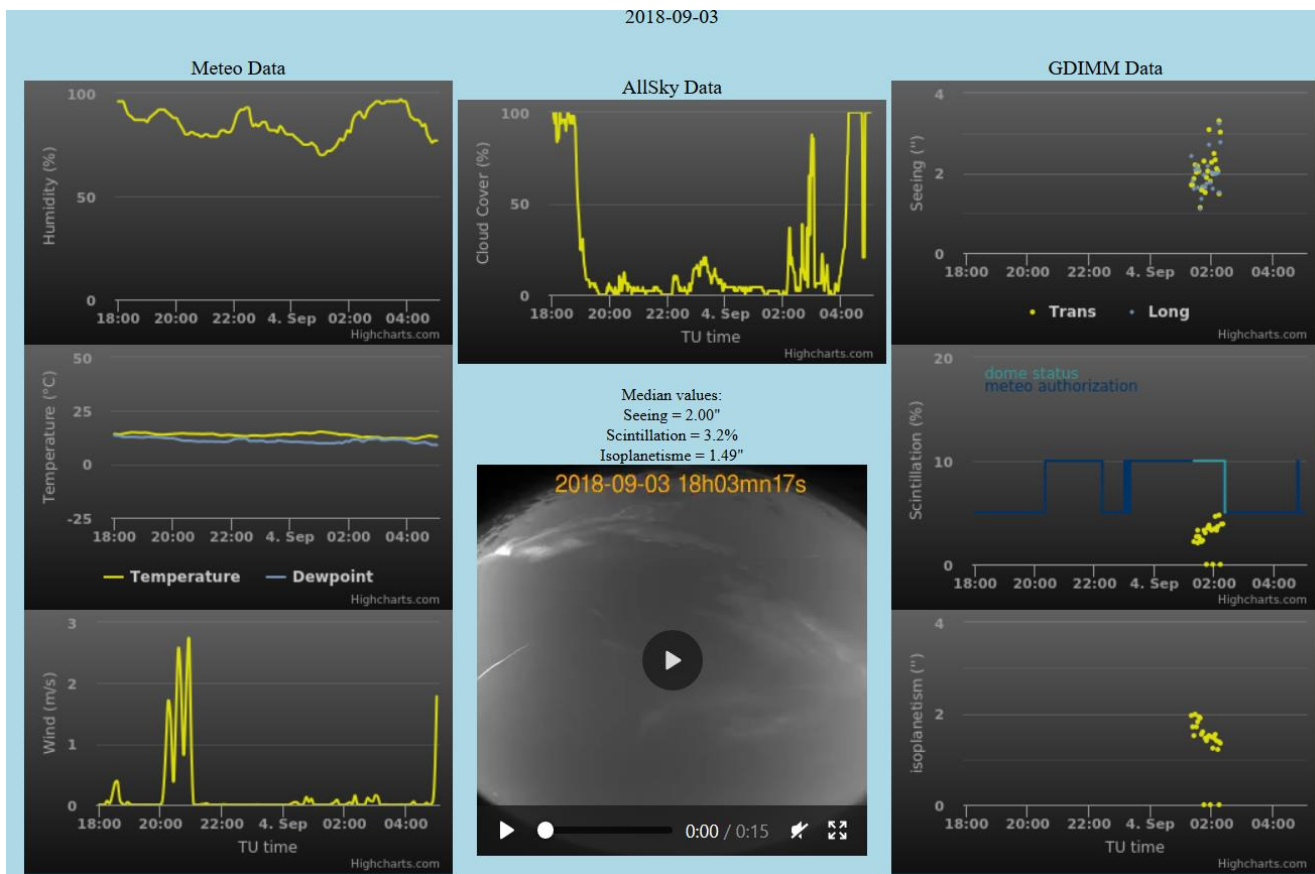 2018-09-03
Meteo Data
100
50
0
Humidity (%)
18:00 20:00 22:00 4. Sep 02:00 04:00
Highcharts.com
50
25
0
-25
Temperature (°C)
18:00 20:00 22:00 4. Sep 02:00 04:00
Temperature Dewpoint
Highcharts.com
3
2
1
0
Wind (m/s)
18:00 20:00 22:00 4. Sep 02:00 04:00
TU time
Highcharts.com
AllSky Data
100
50
0
Cloud Cover (%)
18:00 20:00 22:00 4. Sep 02:00 04:00
TU time
Highcharts.com
Median values:
Seeing = 2.00"
Scintillation = 3.2%
Isoplanetisme = 1.49"
2018-09-03 18h03mn17s
0:00 / 0:15
GDIMM Data
4
2
0
Seeing ('')
18:00 20:00 22:00 4. Sep 02:00 04:00
Trans Long
Highcharts.com
20
10
0
Scintillation (%)
dome status
meteo authorization
18:00 20:00 22:00 4. Sep 02:00 04:00
Highcharts.com
4
2
0
isoplanetism ('')
18:00 20:00 22:00 4. Sep 02:00 04:00
TU time
Highcharts.com